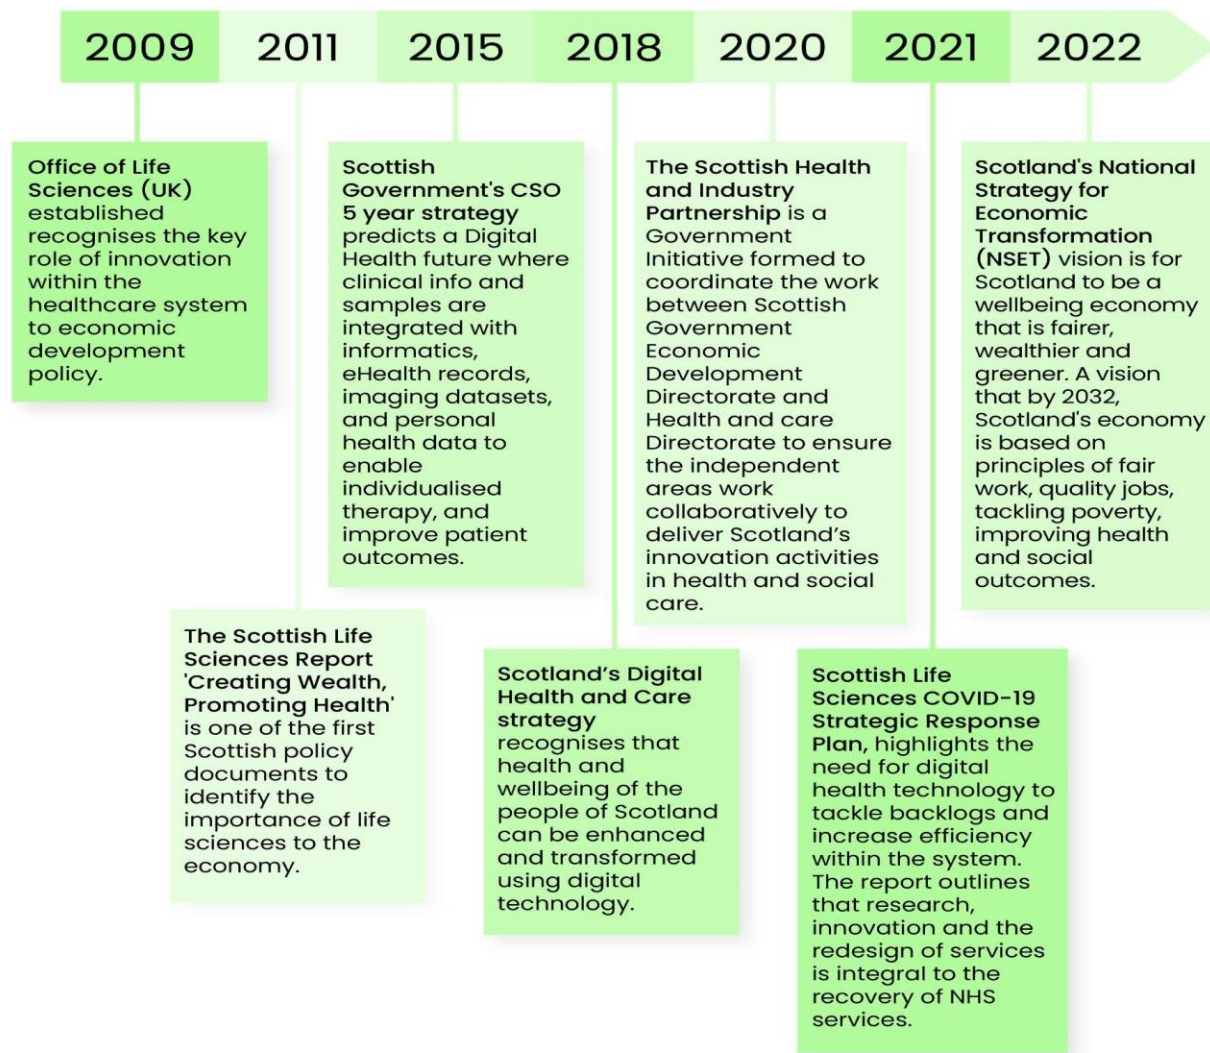 2009
2011
2015
2018
2020
2021
2022
Office of Life
Sciences (UK)
established
recognises the key
role of innovation
within the
healthcare system
to economic
development
policy.
The Scottish Life
Sciences Report
'Creating Wealth,
Promoting Health'
is one of the first
Scottish policy
documents to
identify the
importance of life
sciences to the
economy.
Scottish
Government's CSO
5 year strategy
predicts a Digital
Health future where
clinical info and
samples are
integrated with
informatics,
eHealth records,
imaging datasets,
and personal
health data to
enable
individualised
therapy, and
improve patient
outcomes.
Scotland’s Digital
Health and Care
strategy
recognises that
health and
wellbeing of the
people of Scotland
can be enhanced
and transformed
using digital
technology.
The Scottish Health
and Industry
Partnership is a
Government
Initiative formed to
coordinate the work
between Scottish
Government
Economic
Development
Directorate and
Health and care
Directorate to ensure
the independent
areas work
collaboratively to
deliver Scotland’s
innovation activities
in health and social
care.
Scottish Life
Sciences COVID-19
Strategic Response
Plan, highlights the
need for digital
health technology to
tackle backlogs and
increase efficiency
within the system.
The report outlines
that research,
innovation and the
redesign of services
is integral to the
recovery of NHS
services.
Scotland's National
Strategy for
Economic
Transformation
(NSET) vision is for
Scotland to be a
wellbeing economy
that is fairer,
wealthier and
greener. A vision
that by 2032,
Scotland's economy
is based on
principles of fair
work, quality jobs,
tackling poverty,
improving health
and social
outcomes.